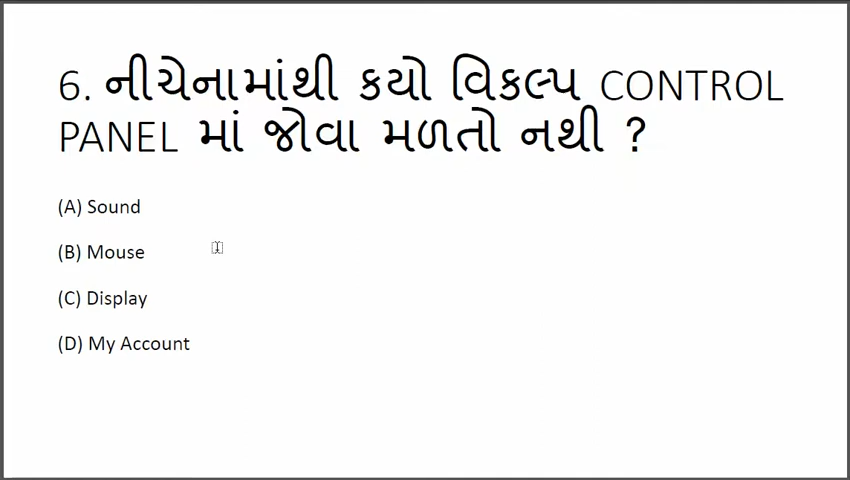 6. નીચેનામાંથી કયો વિકલ્પ CONTROL
PANEL માં જોવા મળતો નથી ?
(A) Sound
(B) Mouse
(C) Display
(D) My Account